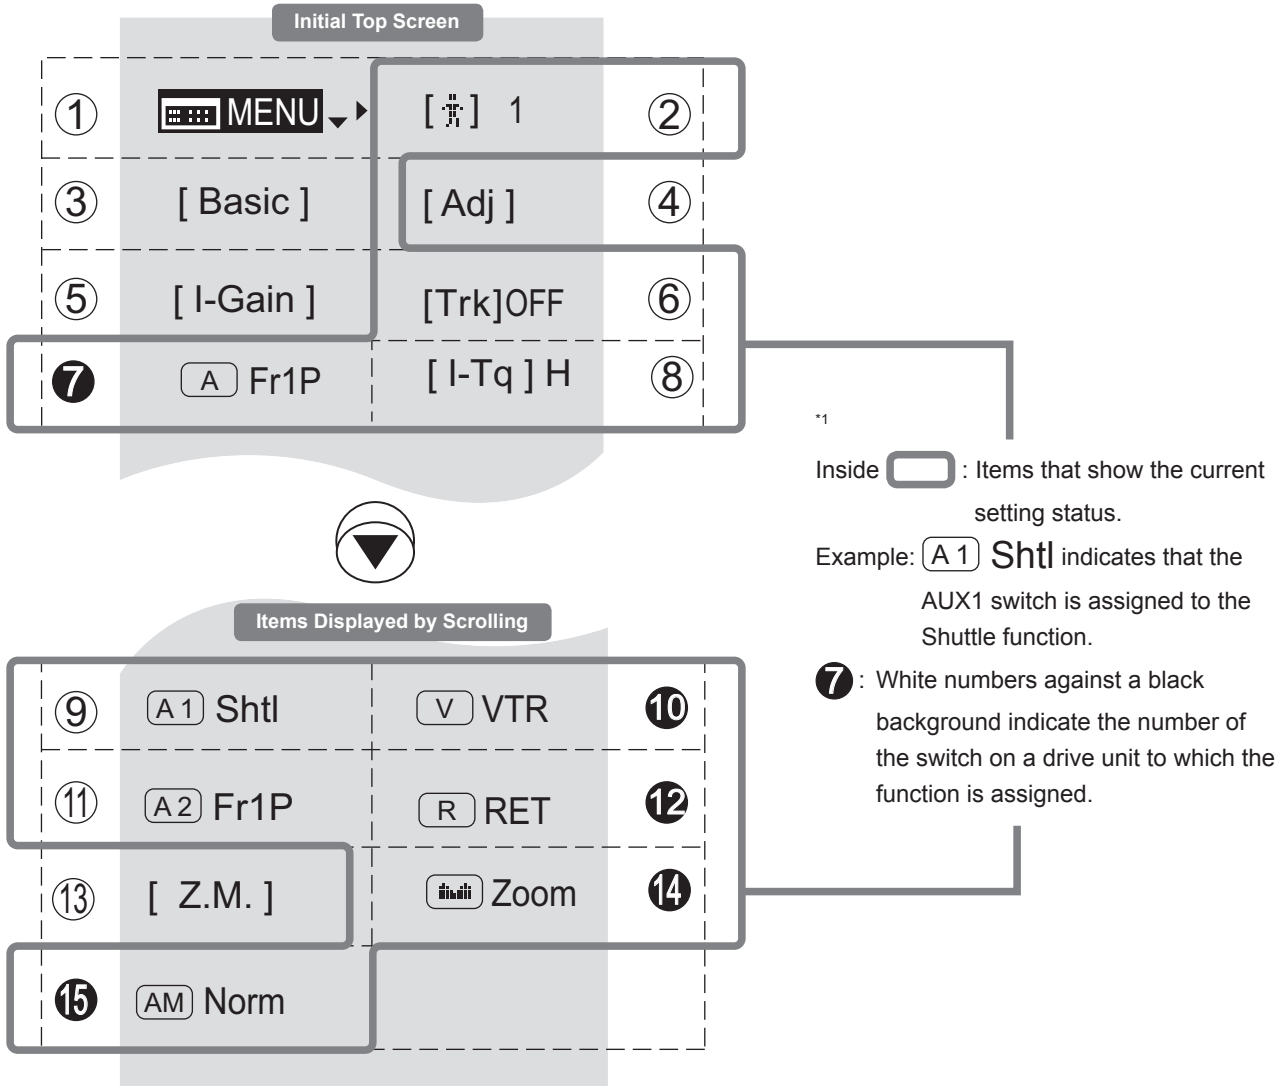 Initial Top Screen
① MENU [ ] 1 ②
③ [ Basic ] [ Adj ] ④
⑤ [ I-Gain ] [Trk]OFF ⑥
❼ A Fr1P [ I-Tq ] H ⑧
*1
Inside : Items that show the current
setting status.
Example: A 1 Shtl indicates that the
AUX1 switch is assigned to the
Shuttle function.
❼ : White numbers against a black
background indicate the number of
the switch on a drive unit to which the
function is assigned.
Items Displayed by Scrolling
⑨ A 1 Shtl V VTR ❿
⑪ A 2 Fr1P R RET ⓬
⑬ [ Z.M. ] Zoom ⓮
⓯ AM Norm